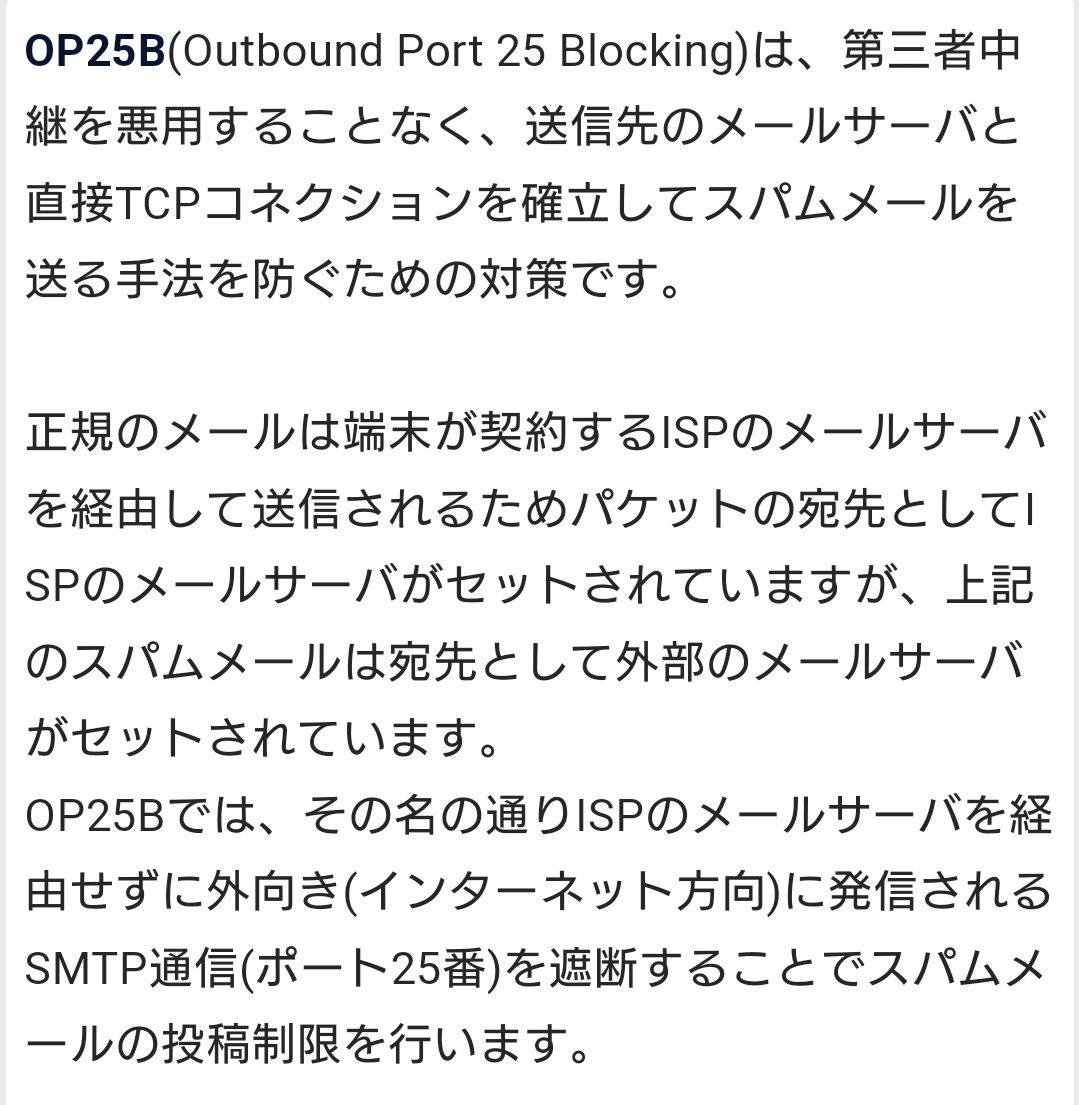 OP25B(Outbound Port 25 Blocking)は、第三者中
継を悪用することなく、送信先のメールサーバと
直接TCPコネクションを確立してスパムメールを
送る手法を防ぐための対策です。
正規のメールは端末が契約するISPのメールサーバ
を経由して送信されるためパケットの宛先としてI
SPのメールサーバがセットされていますが、上記
のスパムメールは宛先として外部のメールサーバ
がセットされています。
OP25Bでは、その名の通りISPのメールサーバを経
由せずに外向き(インターネット方向)に発信される
SMTP通信(ポート25番)を遮断することでスパムメ
ールの投稿制限を行います。